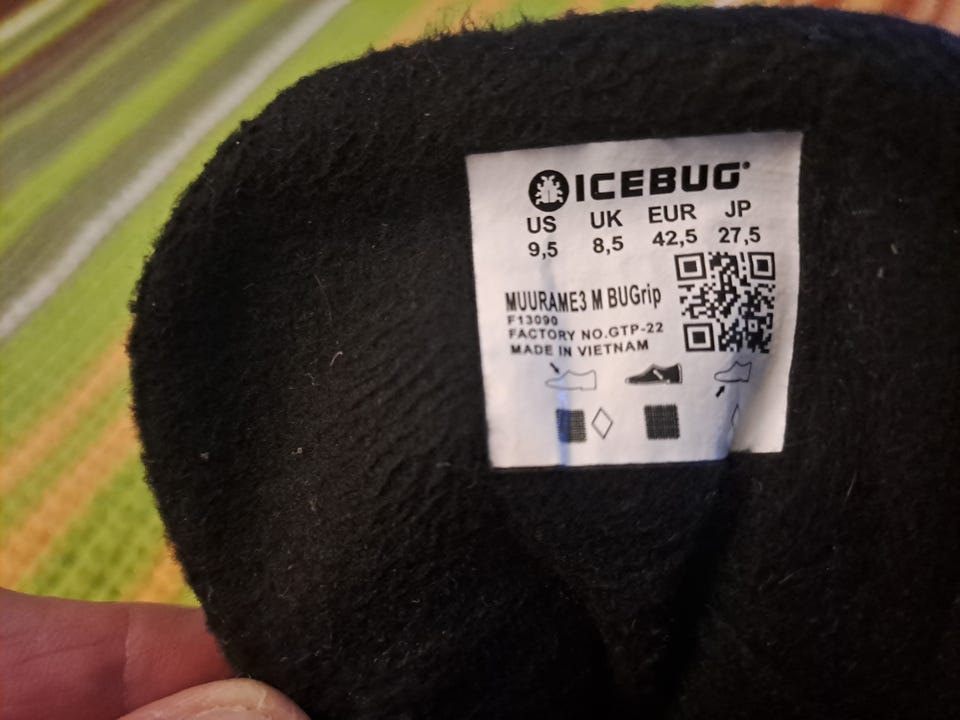 ICEBUG®
US UK EUR JP
9,5 8,5 42,5 27,5
MUURAME3 M BUGrip
F13090
FACTORY NO.GTP-22
MADE IN VIETNAM